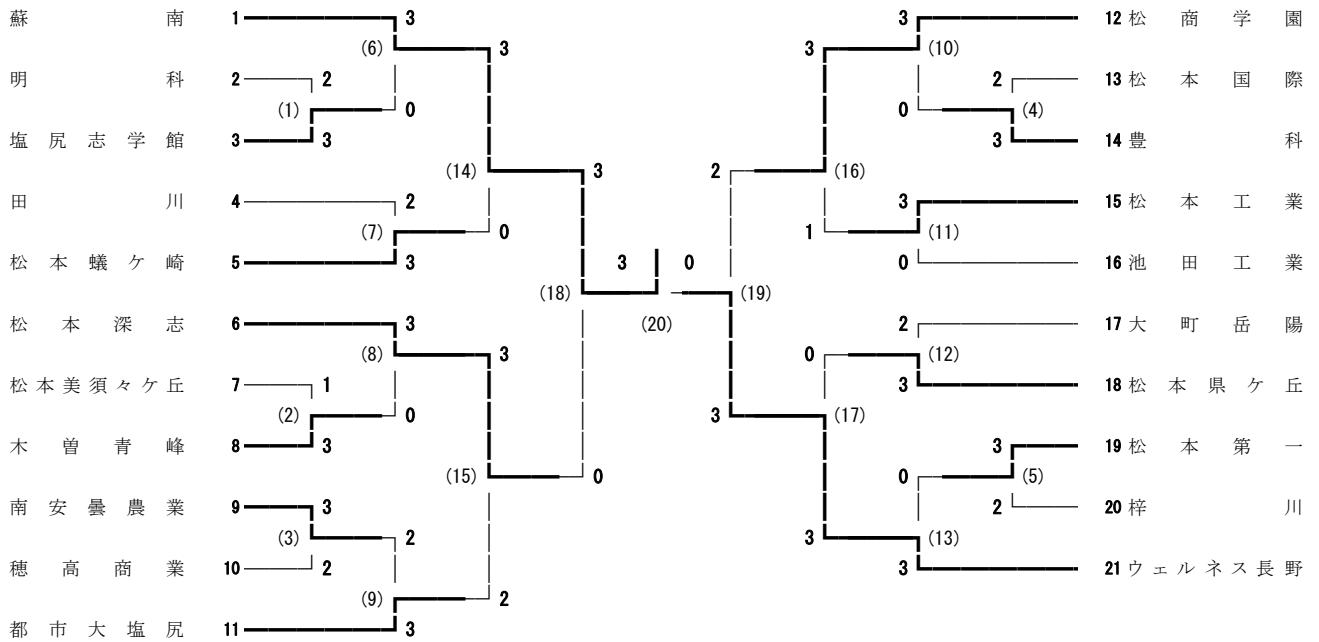 蘇南 1 3 3 12 松商学園
(6) 3 3 (10)
明科 2 2 2 13 松本国際
(1) 0 0 (4)
塩尻志学館 3 3 3 14 豊科
(14) 3 2 (16)
田川 4 2 3 15 松本工業
(7) 0 1 (11)
松本蟻ケ崎 5 3 3 0 0 16 池田工業
(18) (20) (19)
松本深志 6 3 2 17 大町岳陽
(8) 3 0 (12)
松本美須々ケ丘 7 1 3 18 松本県ケ丘
(2) 0 3 (17)
木曽青峰 8 3 3 19 松本第一
(15) 0 0 (5)
南安曇農業 9 3 2 20 梓川
(3) 2 3 (13)
穂高商業 10 2 3 21 ウェルネス長野
(9) 2
都市大塩尻 11 3